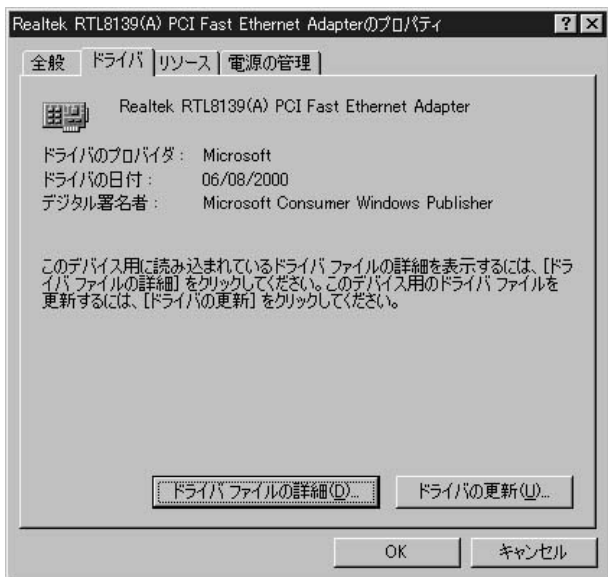 Realtek RTL8139(A) PCI Fast Ethernet Adapterのプロパティ
全般 ドライバ リソース 電源の管理
Realtek RTL8139(A) PCI Fast Ethernet Adapter
ドライバのプロバイダ: Microsoft
ドライバの日付: 06/08/2000
デジタル署名者: Microsoft Consumer Windows Publisher
このデバイス用に読み込まれているドライバ ファイルの詳細を表示するには、[ドラ
イバ ファイルの詳細] をクリックしてください。このデバイス用のドライバ ファイルを
更新するには、[ドライバの更新] をクリックしてください。
ドライバ ファイルの詳細(D)... ドライバの更新(U)...
OK キャンセル